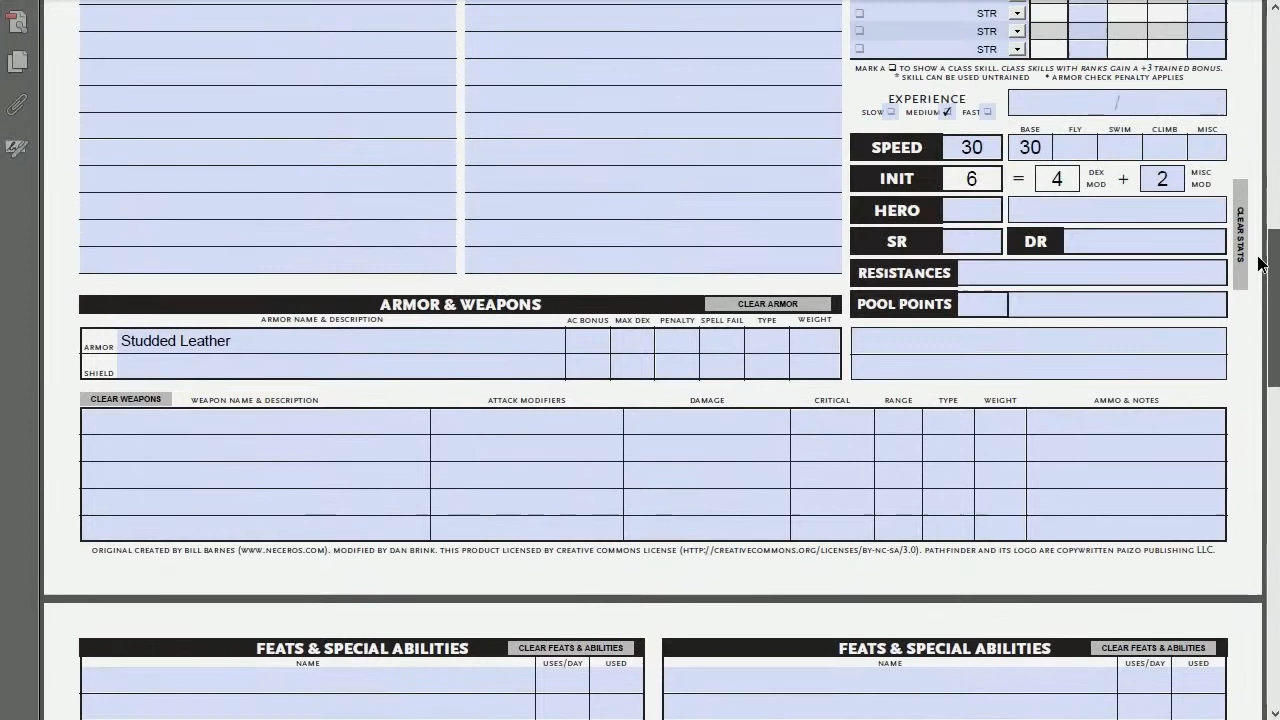 STR
STR
STR
MARK A ❏ TO SHOW A CLASS SKILL. CLASS SKILLS WITH RANKS GAIN A +3 TRAINED BONUS.
* SKILL CAN BE USED UNTRAINED * ARMOR CHECK PENALTY APPLIES
EXPERIENCE
SLOW MEDIUM ✓ FAST
/
BASE FLY SWIM CLIMB MISC
SPEED 30 30
INIT 6 = 4 DEX MOD + 2 MISC MOD
HERO
SR DR
CLEAR STATS
RESISTANCES
POOL POINTS
ARMOR & WEAPONS CLEAR ARMOR
ARMOR NAME & DESCRIPTION AC BONUS MAX DEX PENALTY SPELL FAIL TYPE WEIGHT
ARMOR Studded Leather
SHIELD
CLEAR WEAPONS WEAPON NAME & DESCRIPTION ATTACK MODIFIERS DAMAGE CRITICAL RANGE TYPE WEIGHT AMMO & NOTES
ORIGINAL CREATED BY BILL BARNES (WWW.NECEROS.COM). MODIFIED BY DAN BRINK. THIS PRODUCT LICENSED BY CREATIVE COMMONS LICENSE (HTTP://CREATIVECOMMONS.ORG/LICENSES/BY-NC-SA/3.0). PATHFINDER AND ITS LOGO ARE COPYWRITTEN PAIZO PUBLISHING LLC.
FEATS & SPECIAL ABILITIES CLEAR FEATS & ABILITIES FEATS & SPECIAL ABILITIES CLEAR FEATS & ABILITIES
NAME USES/DAY USED NAME USES/DAY USED